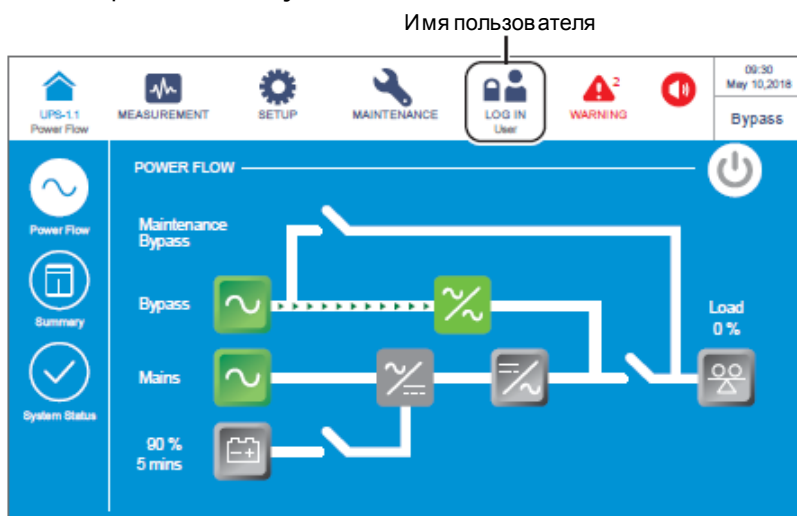 Имя пользователя
09:30
May 10,2018
UPS-1.1
Power Flow
MEASUREMENT
SETUP
MAINTENANCE
LOG IN
User
2
WARNING
Bypass
POWER FLOW
Power Flow
Maintenance
Bypass
Bypass
Load
0 %
Summary
Mains
System Status
90 %
5 mins